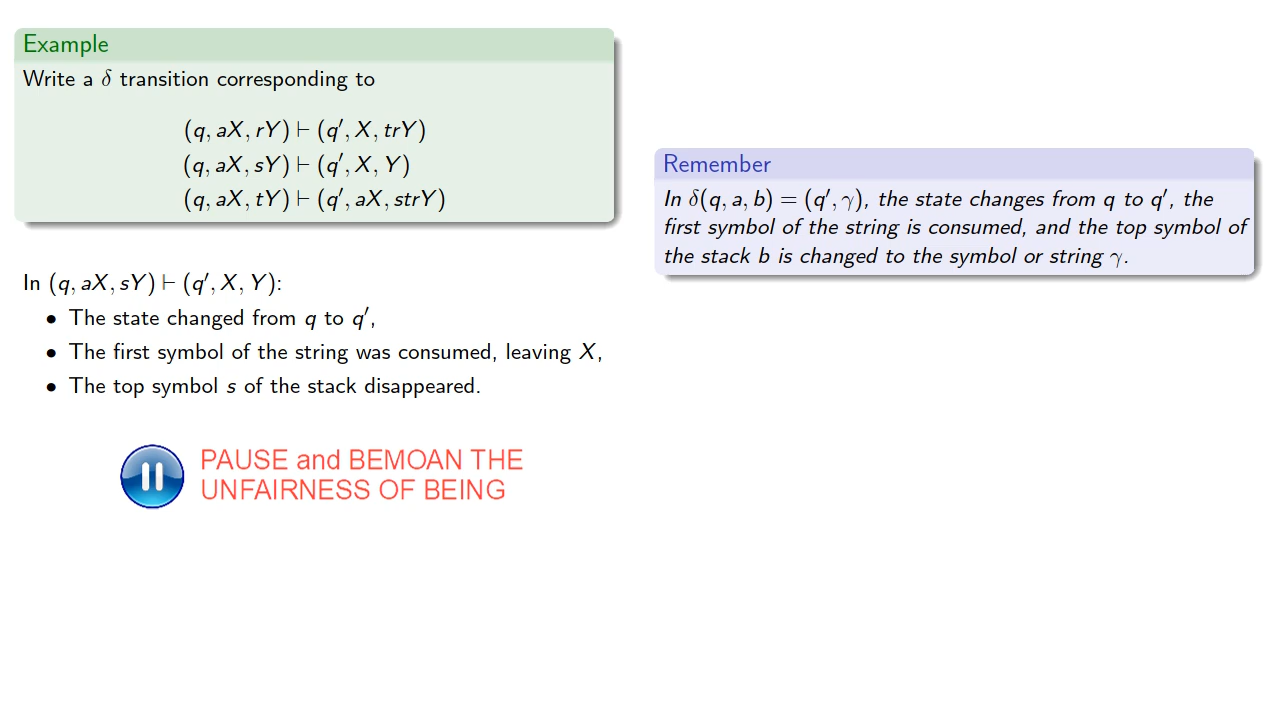 Example
Write a δ transition corresponding to
(q, aX, rY) ⊢ (q′, X, trY)
(q, aX, sY) ⊢ (q′, X, Y)
(q, aX, tY) ⊢ (q′, aX, strY)
In (q, aX, sY) ⊢ (q′, X, Y):
• The state changed from q to q′,
• The first symbol of the string was consumed, leaving X,
• The top symbol s of the stack disappeared.
PAUSE and BEMOAN THE
UNFAIRNESS OF BEING
Remember
In δ(q, a, b) = (q′, γ), the state changes from q to q′, the
first symbol of the string is consumed, and the top symbol of
the stack b is changed to the symbol or string γ.